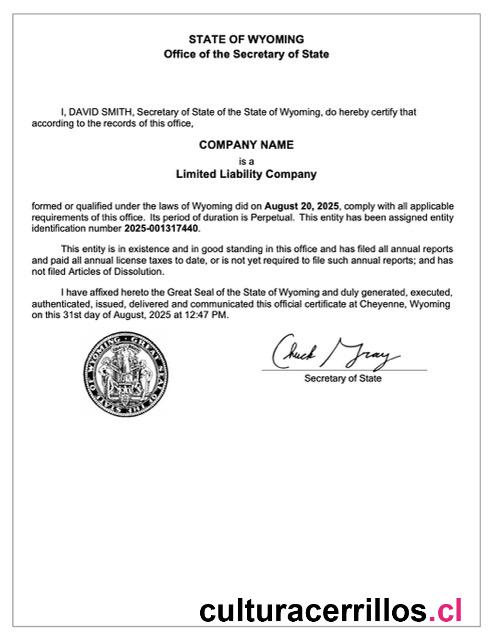 STATE OF WYOMING
Office of the Secretary of State
I, DAVID SMITH, Secretary of State of the State of Wyoming, do hereby certify that
according to the records of this office,
COMPANY NAME
is a
Limited Liability Company
formed or qualified under the laws of Wyoming did on August 20, 2025, comply with all applicable
requirements of this office. Its period of duration is Perpetual. This entity has been assigned entity
identification number 2025-001317440.
This entity is in existence and in good standing in this office and has filed all annual reports
and paid all annual license taxes to date, or is not yet required to file such annual reports; and has
not filed Articles of Dissolution.
I have affixed hereto the Great Seal of the State of Wyoming and duly generated, executed,
authenticated, issued, delivered and communicated this official certificate at Cheyenne, Wyoming
on this 31st day of August, 2025 at 12:47 PM.
GREAT SEAL OF THE STATE OF WYOMING
Chuck Gray
Secretary of State
culturacerrillos.cl